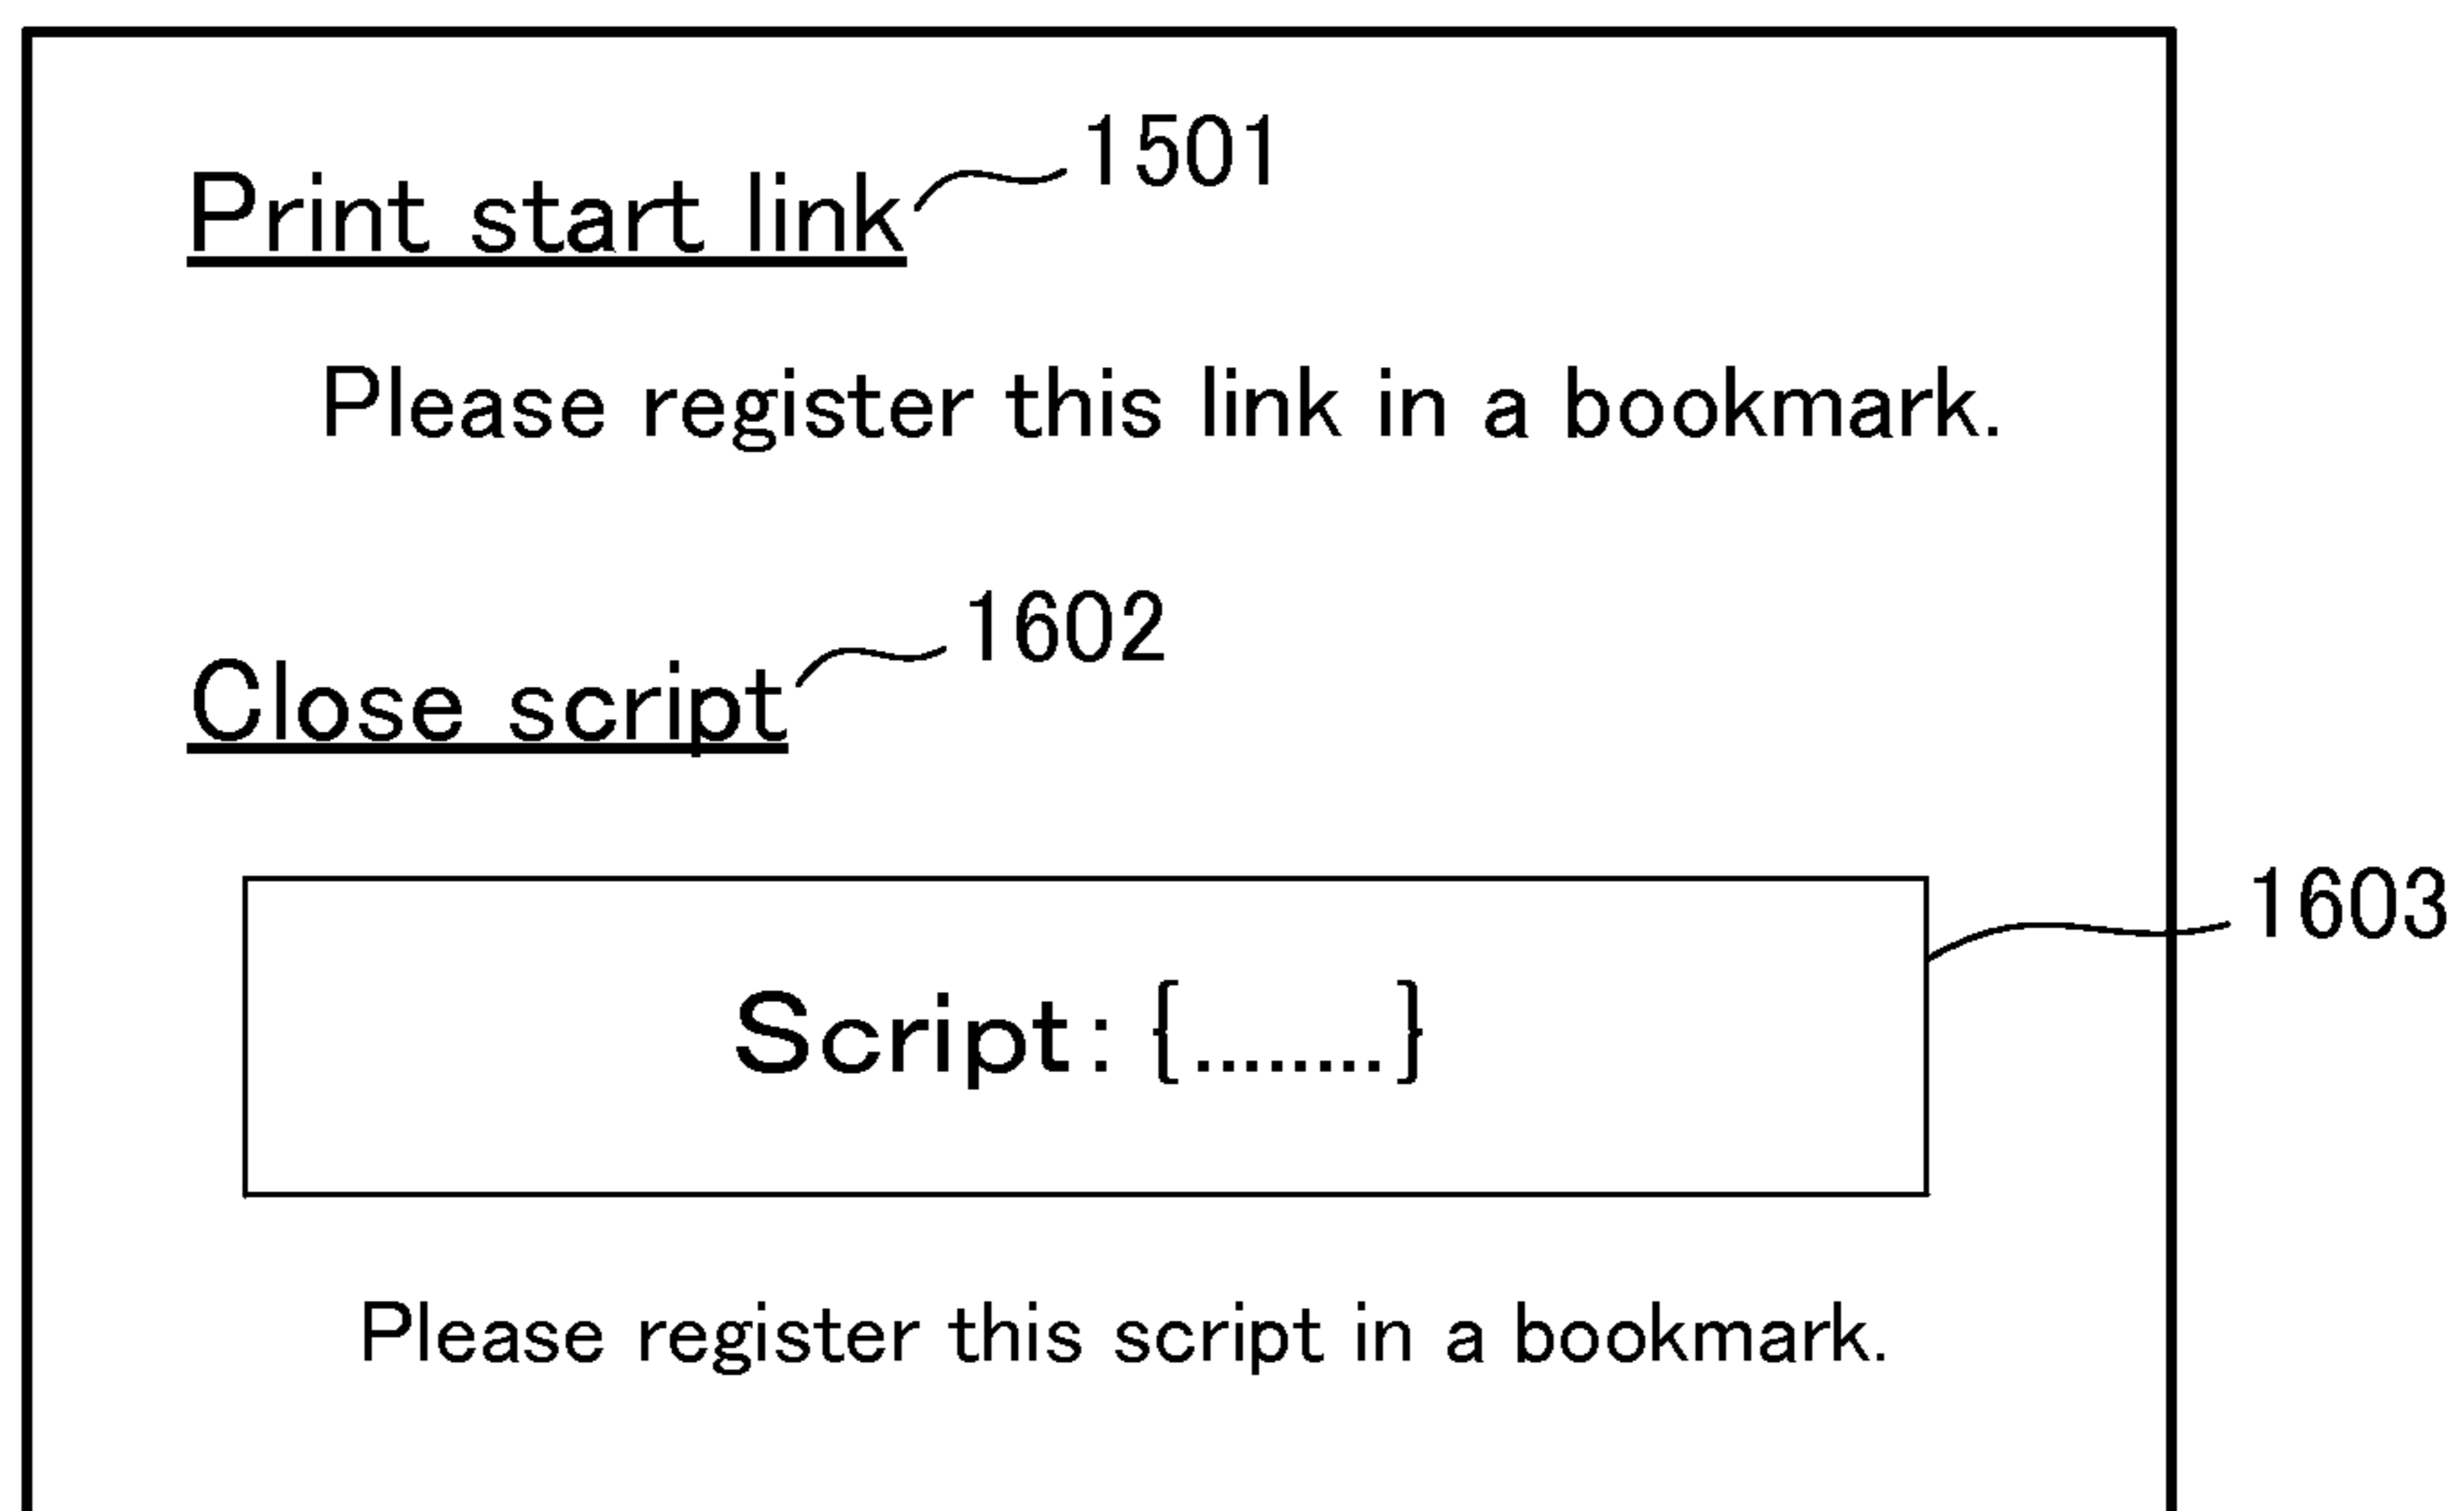 Print start link 1501
Please register this link in a bookmark.
Close script 1602
1603
Script: {........}
Please register this script in a bookmark.